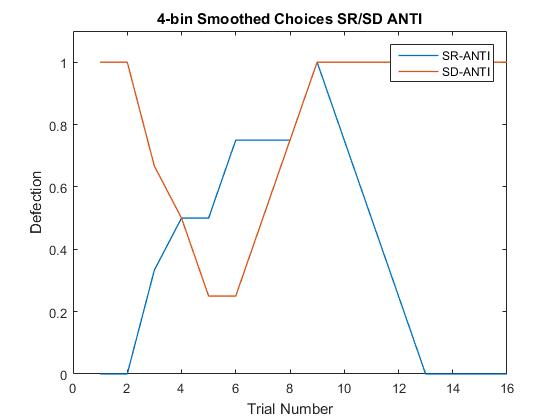 4-bin Smoothed Choices SR/SD ANTI
SR-ANTI
SD-ANTI
1
0.8
0.6
0.4
0.2
0
Defection
0 2 4 6 8 10 12 14 16
Trial Number